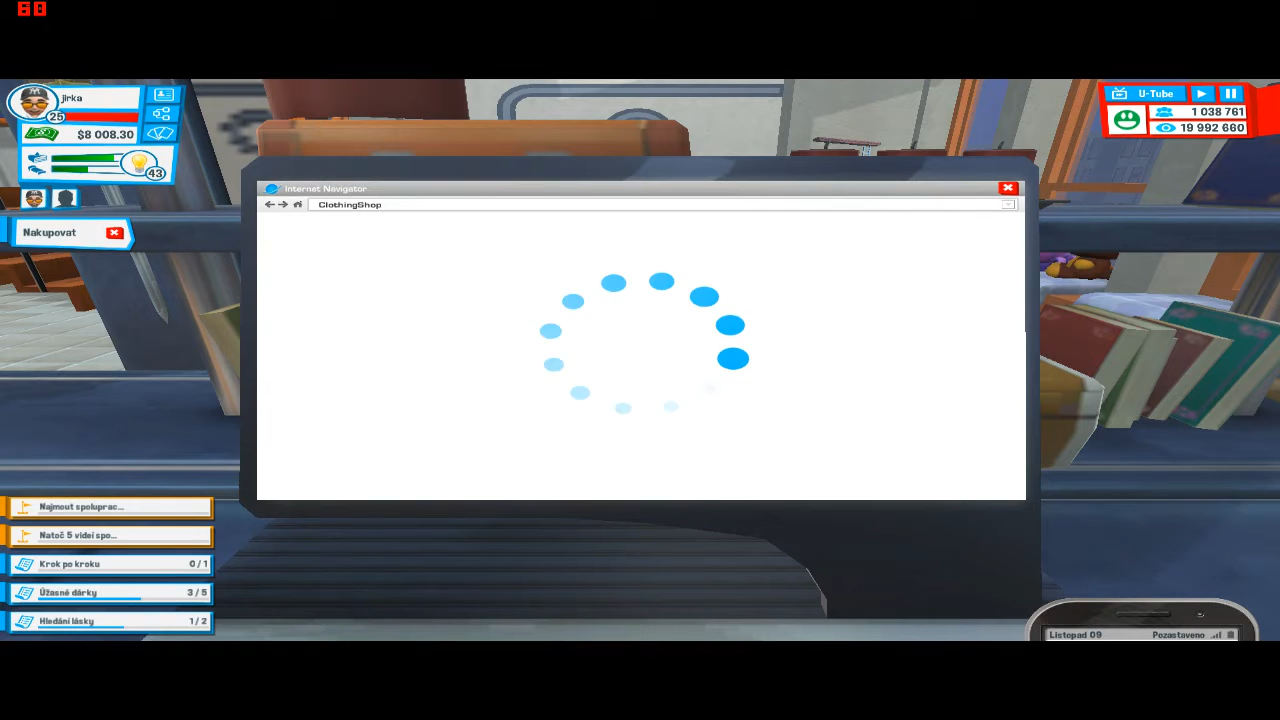 60
jirka
25
$8 008.30
43
U-Tube
1 038 761
19 992 660
Internet Navigator
ClothingShop
Nakupovat
Najmout spoluprac...
Natoč 5 videí spo...
Krok po kroku 0 / 1
Úžasné dárky 3 / 5
Hledání lásky 1 / 2
Listopad 09 Pozastaveno